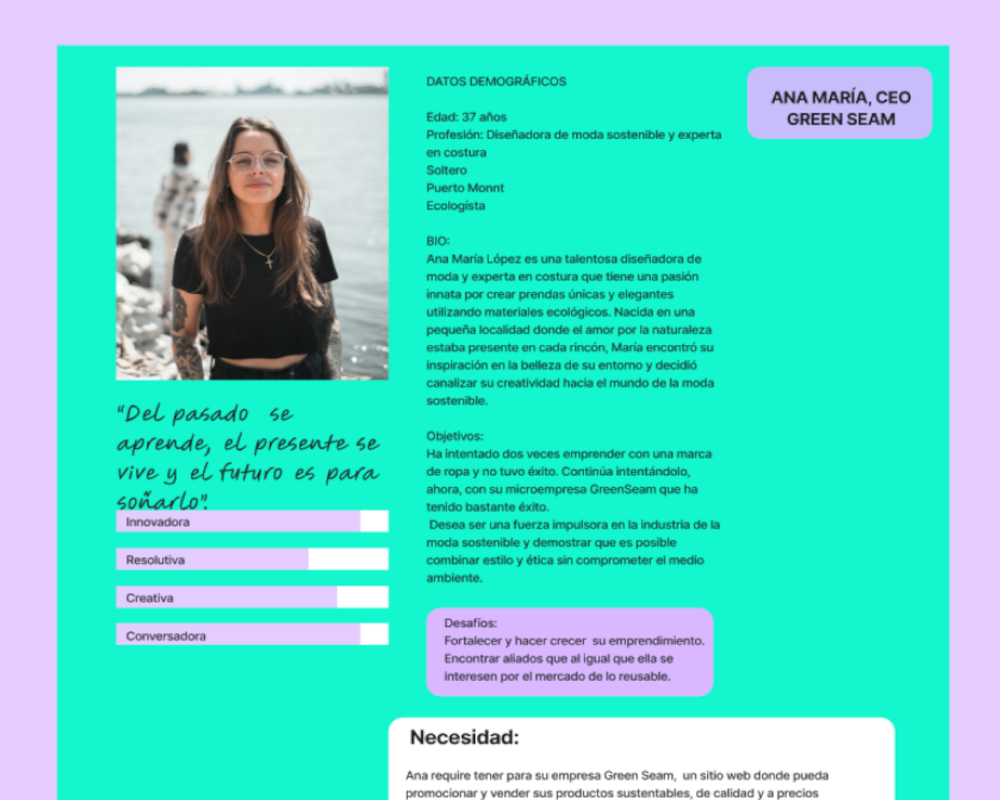 DATOS DEMOGRÁFICOS
ANA MARÍA, CEO
GREEN SEAM
Edad: 37 años
Profesión: Diseñadora de moda sostenible y experta
en costura
Soltero
Puerto Monnt
Ecologista
BIO:
Ana María López es una talentosa diseñadora de
moda y experta en costura que tiene una pasión
innata por crear prendas únicas y elegantes
utilizando materiales ecológicos. Nacida en una
pequeña localidad donde el amor por la naturaleza
estaba presente en cada rincón, María encontró su
inspiración en la belleza de su entorno y decidió
canalizar su creatividad hacia el mundo de la moda
sostenible.
"Del pasado se
aprende, el presente se
vive y el futuro es para
soñarlo".
Innovadora
Resolutiva
Creativa
Conversadora
Objetivos:
Ha intentado dos veces emprender con una marca
de ropa y no tuvo éxito. Continúa intentándolo,
ahora, con su microempresa GreenSeam que ha
tenido bastante éxito.
Desea ser una fuerza impulsora en la industria de la
moda sostenible y demostrar que es posible
combinar estilo y ética sin comprometer el medio
ambiente.
Desafíos:
Fortalecer y hacer crecer su emprendimiento.
Encontrar aliados que al igual que ella se
interesen por el mercado de lo reusable.
Necesidad:
Ana require tener para su empresa Green Seam, un sitio web donde pueda
promocionar y vender sus productos sustentables, de calidad y a precios